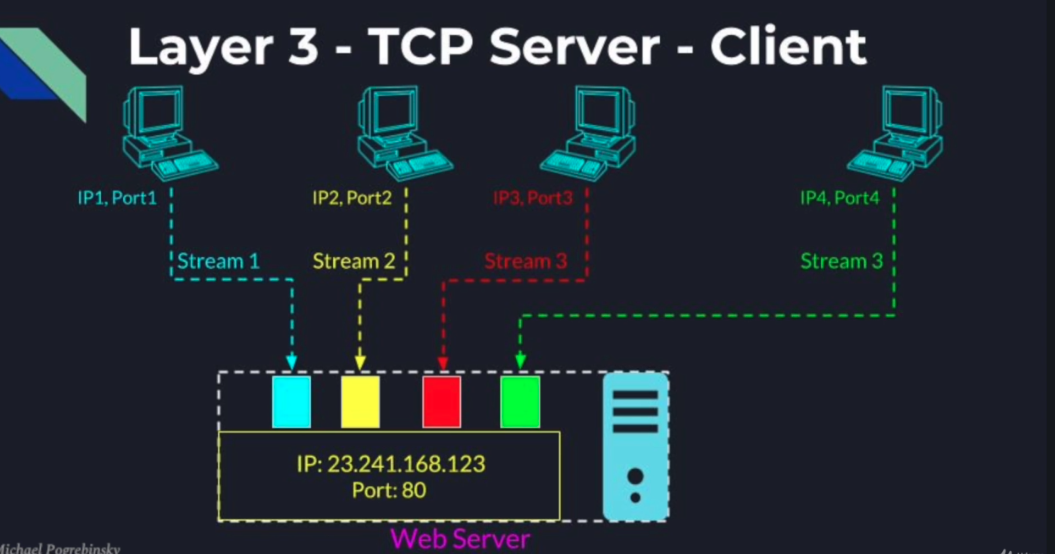 Layer 3 - TCP Server - Client
IP1, Port1
IP2, Port2
IP3, Port3
IP4, Port4
Stream 1
Stream 2
Stream 3
Stream 3
IP: 23.241.168.123
Port: 80
Web Server
Michael Pogrebinsky